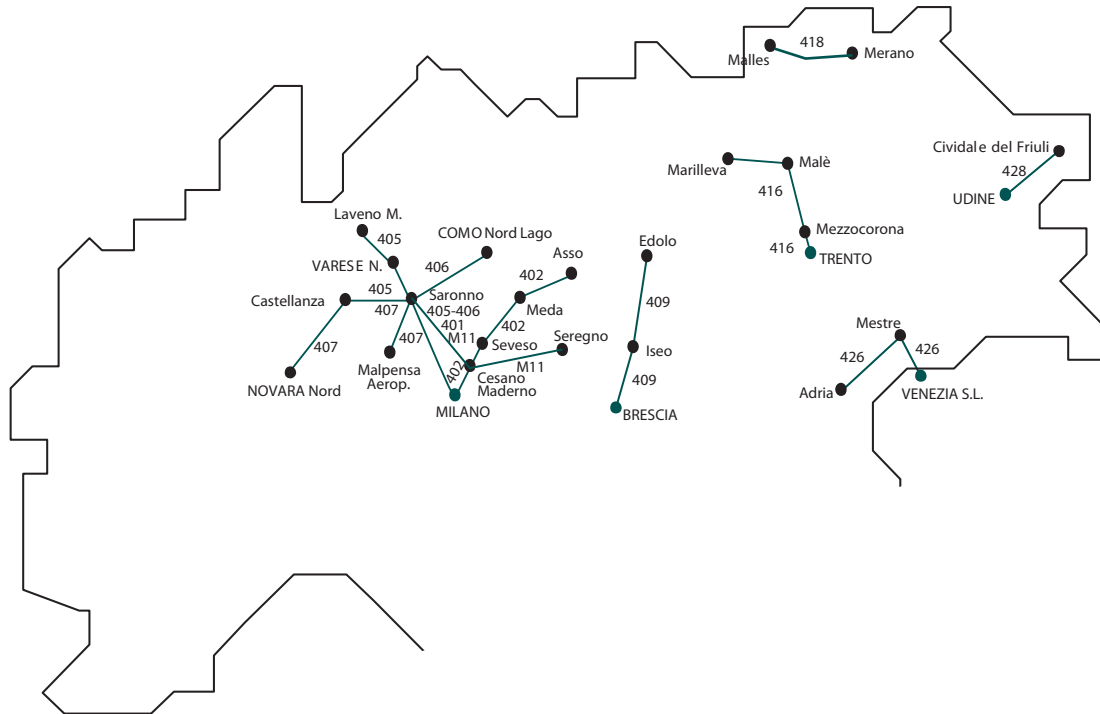 418
Malles
Merano
Cividale del Friuli
428
UDINE
Marilleva
Malè
416
Mezzocorona
416
TRENTO
Laveno M.
405
COMO Nord Lago
VARESE N.
406
Asso
402
Edolo
Castellanza
405
407
Saronno
405-406
401
M11
Meda
402
409
407
407
Seveso
Seregno
Iseo
Mestre
426
426
NOVARA Nord
Malpensa
Aerop.
402
Cesano
Maderno
M11
409
MILANO
BRESCIA
Adria
VENEZIA S.L.